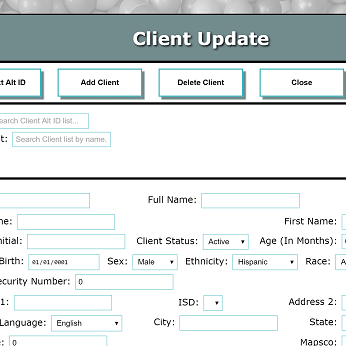 Client Update
t Alt ID Add Client Delete Client Close
earch Client Alt ID list...
t: Search Client list by name.
Full Name:
me: First Name:
nitial: Client Status: Active Age (In Months):
Birth: 01/01/0001 Sex: Male Ethnicity: Hispanic Race: A
ecurity Number: 0
1: ISD: Address 2:
Language: English City: State:
: 0 Mapsco: